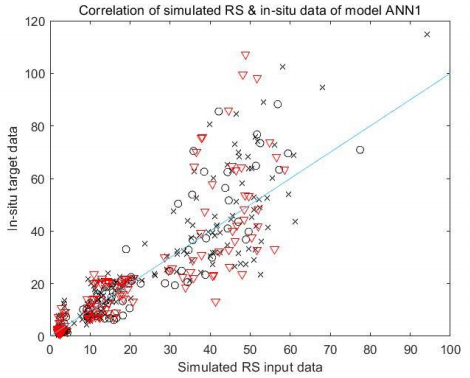 Correlation of simulated RS & in-situ data of model ANN1
120
100
80
60
40
20
0
In-situ target data
0 10 20 30 40 50 60 70 80 90 100
Simulated RS input data